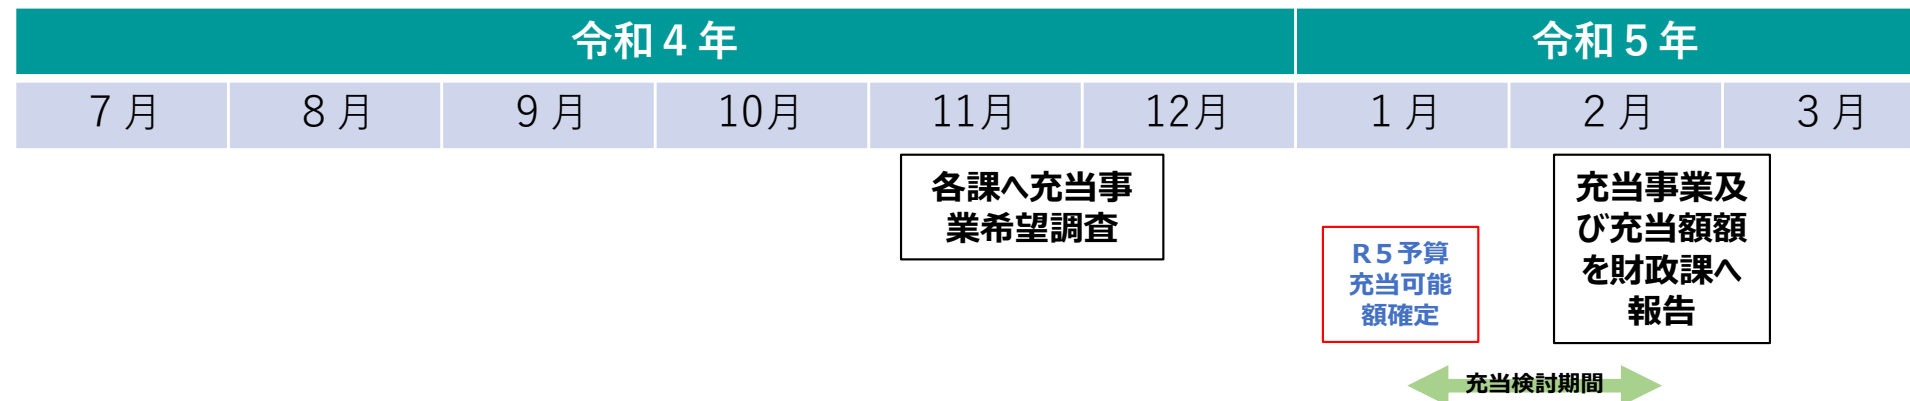 令和４年 令和５年
７月 ８月 ９月 10月 11月 12月 １月 ２月 ３月
各課へ充当事
業希望調査
Ｒ５予算
充当可能
額確定
充当事業及
び充当額額
を財政課へ
報告
充当検討期間